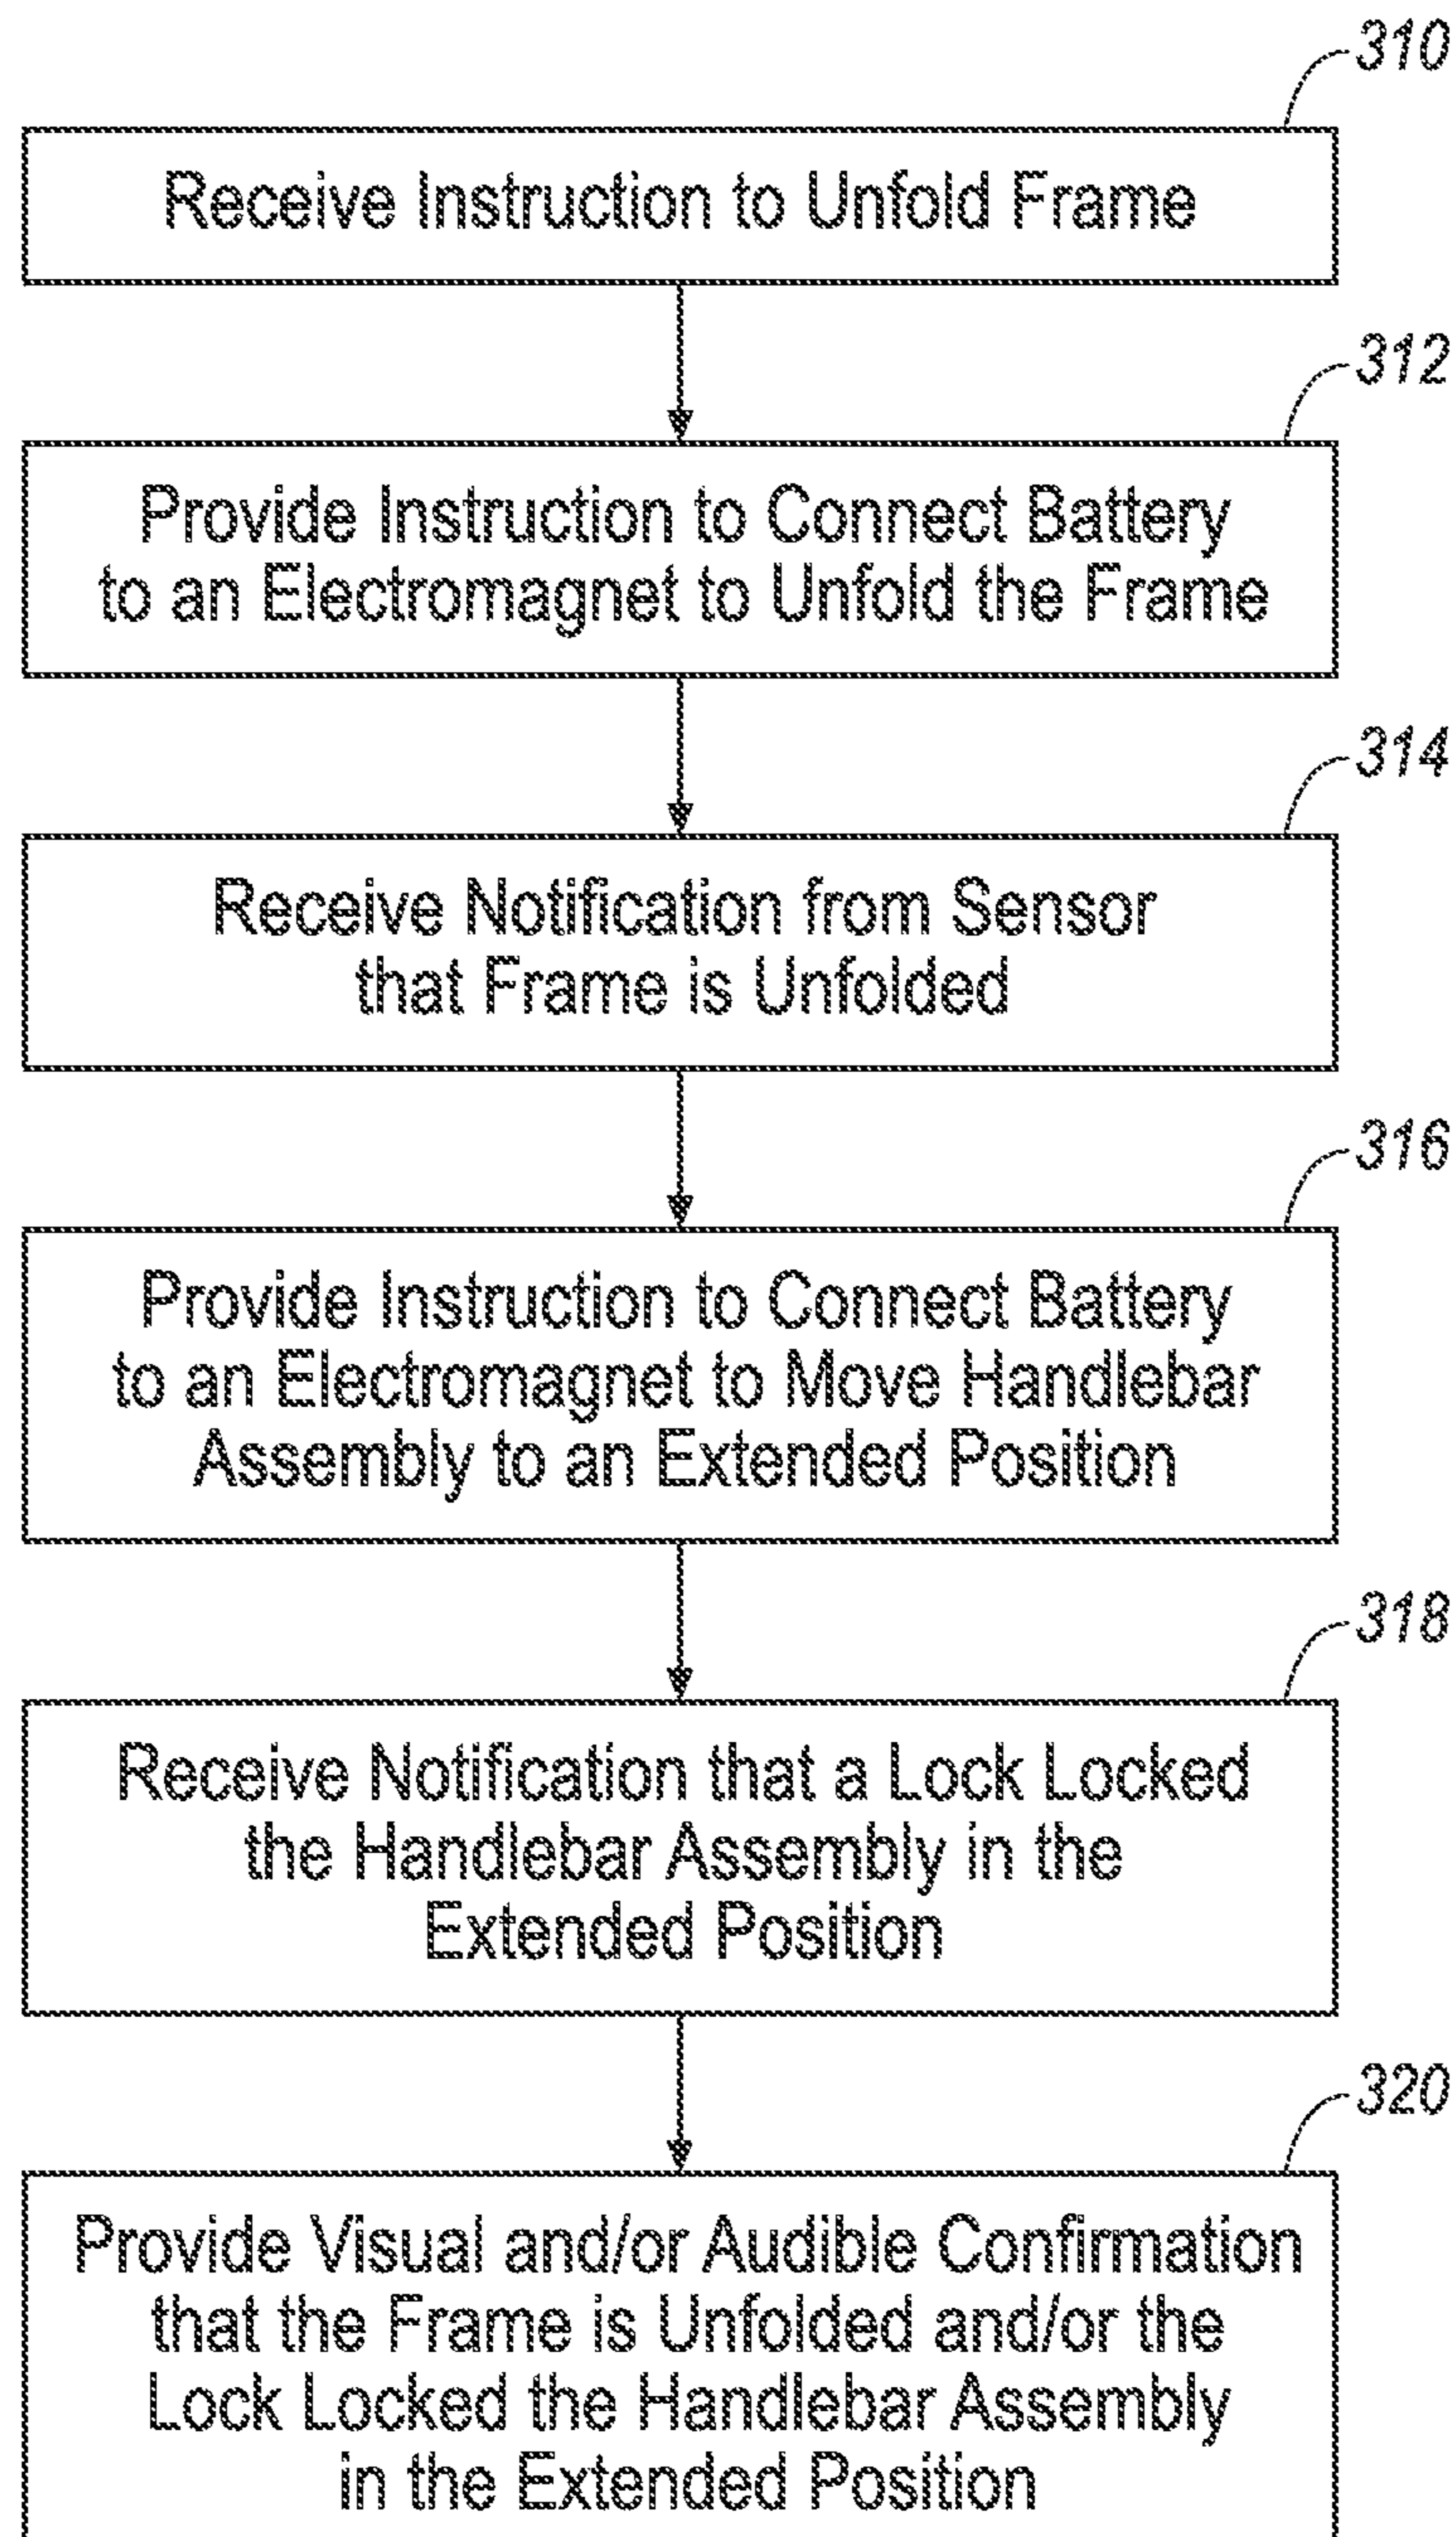 310
Receive Instruction to Unfold Frame
312
Provide Instruction to Connect Battery
to an Electromagnet to Unfold the Frame
314
Receive Notification from Sensor
that Frame is Unfolded
316
Provide Instruction to Connect Battery
to an Electromagnet to Move Handlebar
Assembly to an Extended Position
318
Receive Notification that a Lock Locked
the Handlebar Assembly in the
Extended Position
320
Provide Visual and/or Audible Confirmation
that the Frame is Unfolded and/or the
Lock Locked the Handlebar Assembly
in the Extended Position